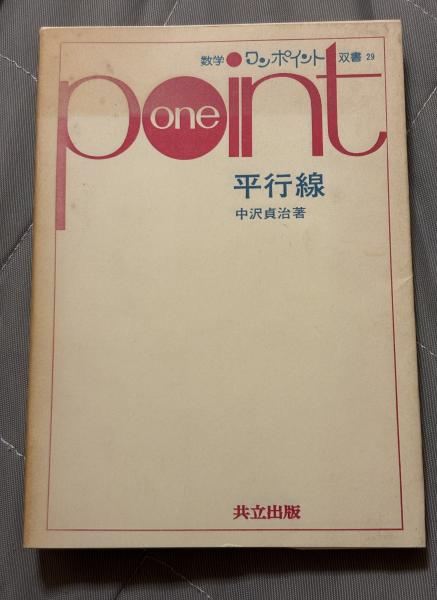 数学・ワンポイント双書 29
point
one
平行線
中沢貞治著
共立出版